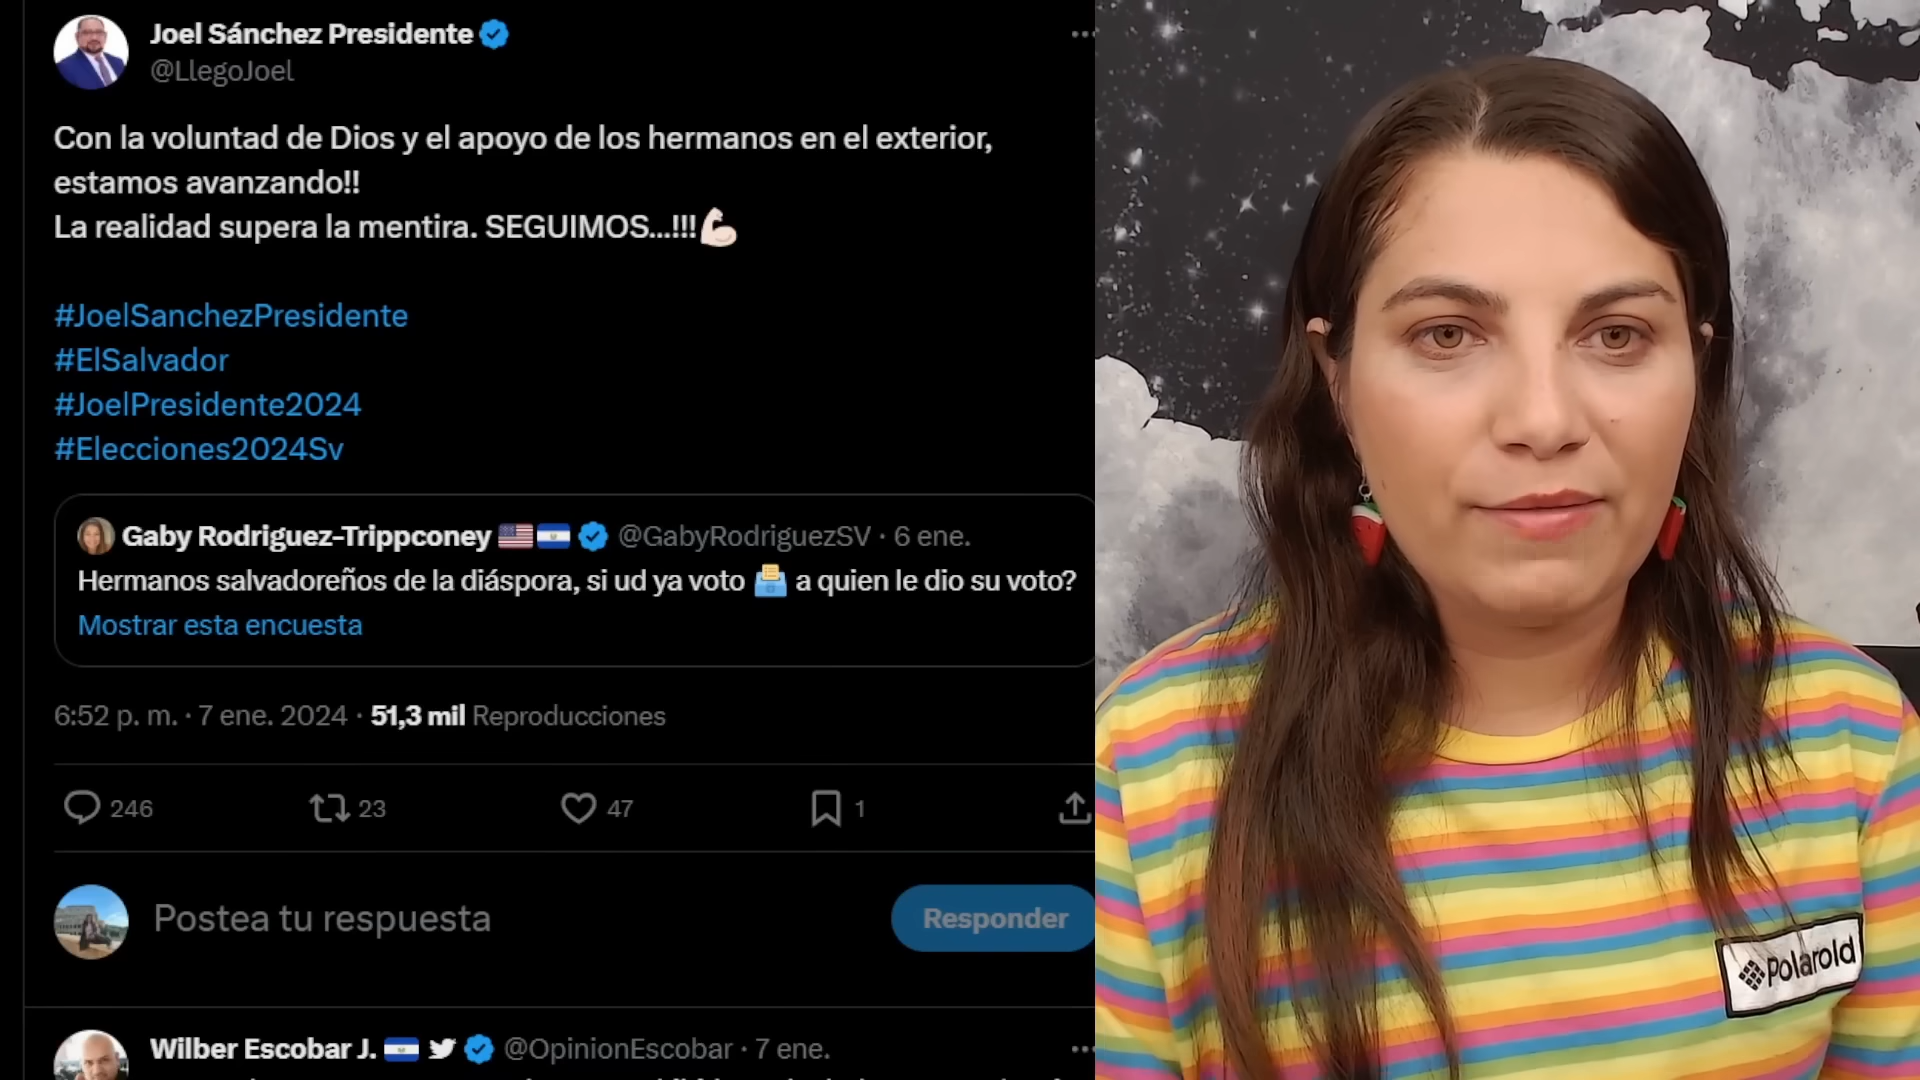 Joel Sánchez Presidente
@LlegoJoel
Con la voluntad de Dios y el apoyo de los hermanos en el exterior,
estamos avanzando!!
La realidad supera la mentira. SEGUIMOS...!!!
#JoelSanchezPresidente
#ElSalvador
#JoelPresidente2024
#Elecciones2024Sv
Gaby Rodriguez-Trippconey @GabyRodriguezSV · 6 ene.
Hermanos salvadoreños de la diáspora, si ud ya voto a quien le dio su voto?
Mostrar esta encuesta
6:52 p. m. · 7 ene. 2024 · 51,3 mil Reproducciones
246 23 47 1
Postea tu respuesta
Responder
Wilber Escobar J. @OpinionEscobar · 7 ene.
Polaroid